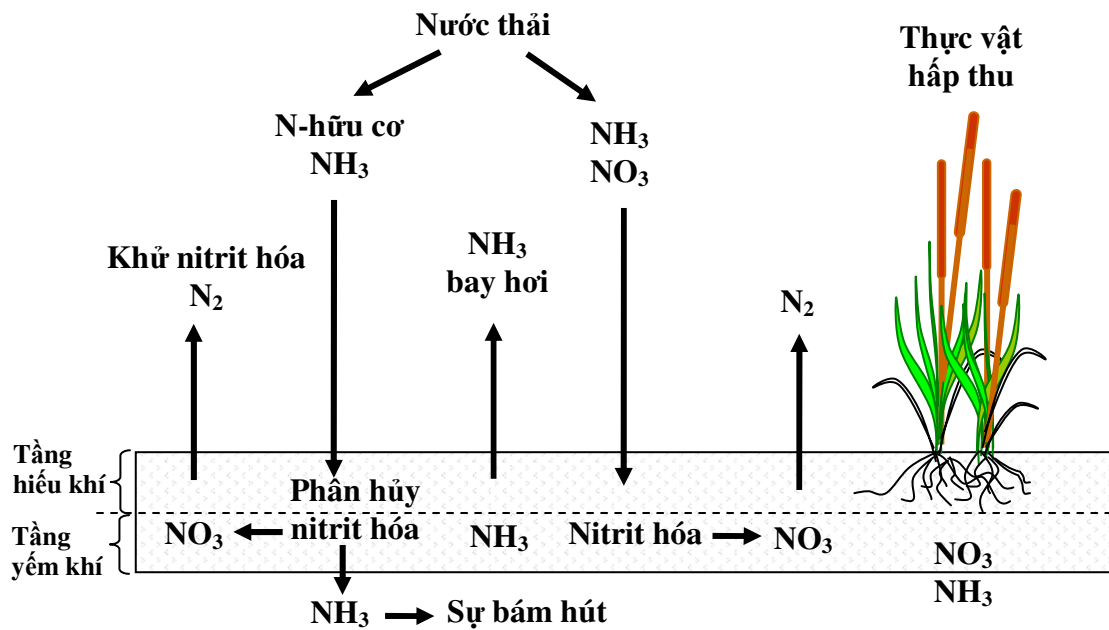 Nước thải
Thực vật
hấp thu
N-hữu cơ
NH₃
NH₃
NO₃
Khử nitrit hóa
N₂
NH₃
bay hơi
N₂
Tầng
hiếu khí
Phân hủy
nitrit hóa
Tầng
yếm khí
NO₃
NH₃
Nitrit hóa
NO₃
NO₃
NH₃
NH₃
Sự bám hút